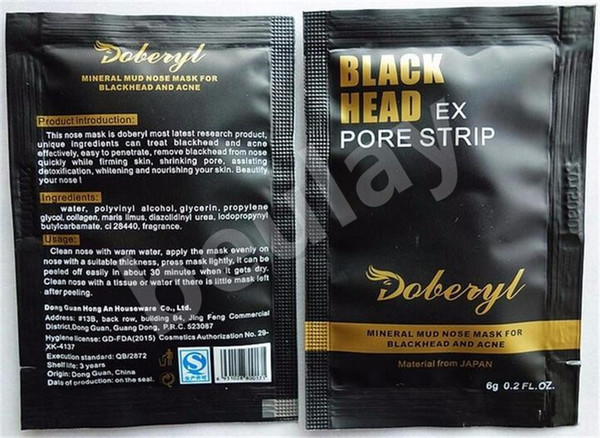 Doberyl
MINERAL MUD NOSE MASK FOR
BLACKHEAD AND ACNE
Product introduction:
This nose mask is doberyl most latest research product,
unique ingredients can treat blackhead and acne
effectively, easy to penetrate, remove blackhead from nose
quickly while firming skin, shrinking pore, assisting
detoxification, whitening and nourishing your skin. Beautify
your nose !
Ingredients:
water, polyvinyl alcohol, glycerin, propylene
glycol, collagen, maris limus, diazolidinyl urea, iodopropynyl
butylcarbamate, ci 28440, fragrance.
Usage:
Clean nose with warm water, apply the mask evenly on
nose with a suitable thickness, press mask lightly, it can be
peeled off easily in about 30 minutes when it gets dry.
Clean nose with a tissue or water if there is little mask left
after peeling.
Dong Guan Hong An Houseware Co., Ltd.
Address: #13B, back row, building B4, Jing Feng Commercial
District,Dong Guan, Guang Dong, P.R.C. 523087
Hygiene license: GD-FDA(2015) Cosmetics Authorization No. 29-
XK-4137
Execution standard: QB/2872
Shelf life: 3 years
Origin: Dong Guan, China
Data of production: on the seal.
6 931028 800171
BLACK
HEAD EX
PORE STRIP
Doberyl
MINERAL MUD NOSE MASK FOR
BLACKHEAD AND ACNE
Material from JAPAN
6g 0.2 FL.OZ.
boulay